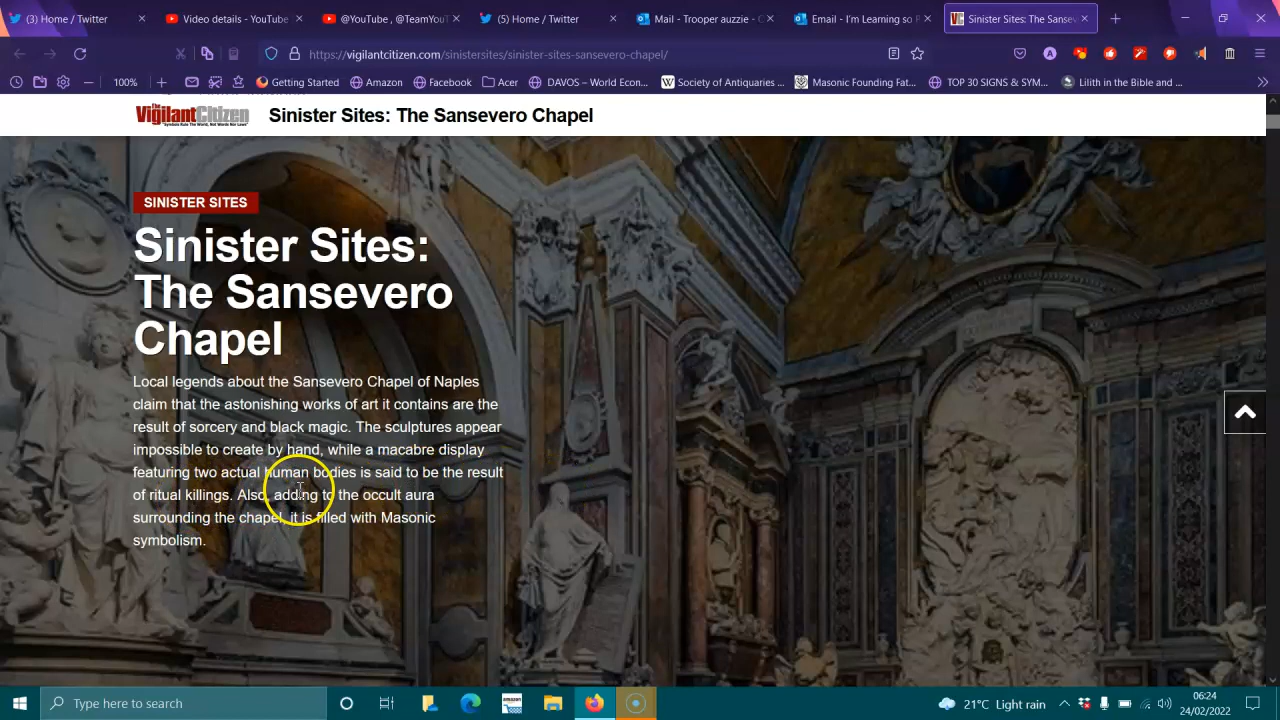 (3) Home / Twitter
Video details - YouTube
@YouTube , @TeamYouT
(5) Home / Twitter
Mail - Trooper auzzie - O
Email - I'm Learning so
Sinister Sites: The Sansev
https://vigilantcitizen.com/sinistersites/sinister-sites-sansevero-chapel/
100%
Getting Started
Amazon
Facebook
Acer
DAVOS – World Econ...
Society of Antiquaries ...
Masonic Founding Fat...
TOP 30 SIGNS & SYM...
Lilith in the Bible and ...
The
VigilantCitizen
Sinister Sites: The Sansevero Chapel
SINISTER SITES
Sinister Sites:
The Sansevero
Chapel
Local legends about the Sansevero Chapel of Naples
claim that the astonishing works of art it contains are the
result of sorcery and black magic. The sculptures appear
impossible to create by hand, while a macabre display
featuring two actual human bodies is said to be the result
of ritual killings. Also, adding to the occult aura
surrounding the chapel, it is filled with Masonic
symbolism.
Type here to search
amazon
21°C Light rain
06:24
24/02/2022